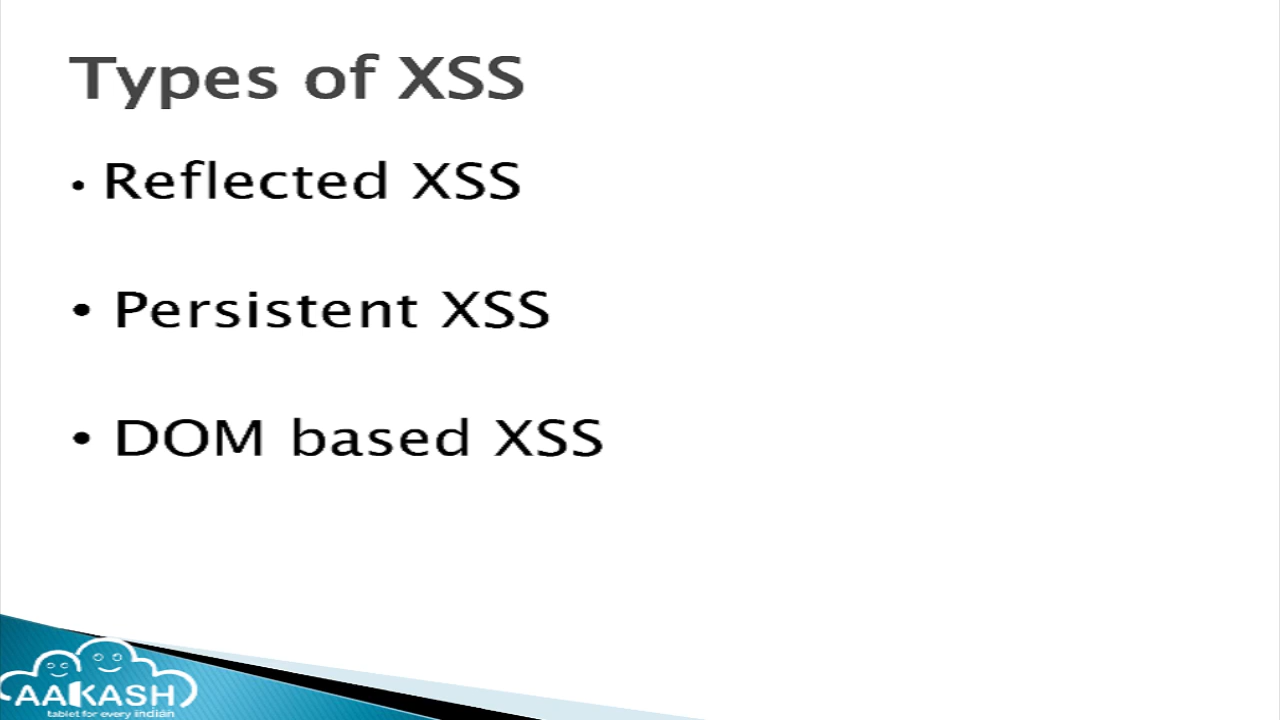 Types of XSS
• Reflected XSS
• Persistent XSS
• DOM based XSS
AAKASH
tablet for every indian